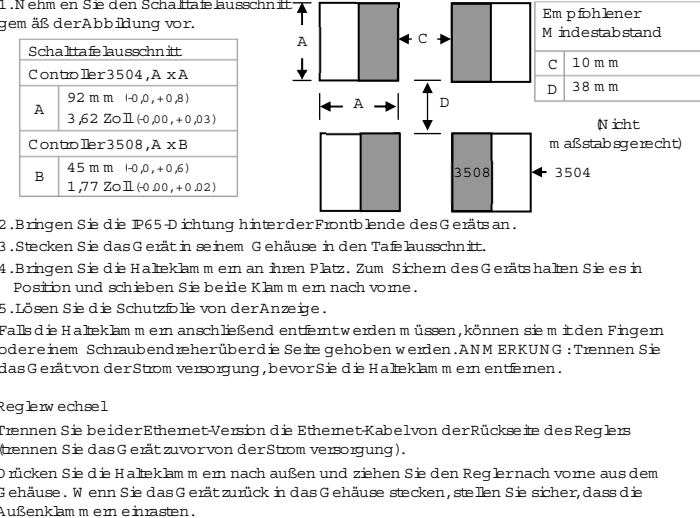 1. Nehmen Sie den Schalttafelausschnitt
gemäß der Abbildung vor.
Schalttafelausschnitt
Controller 3504, A x A
A
92 mm (-0,0, +0,8)
3,62 Zoll (-0,00, +0,03)
Controller 3508, A x B
B
45 mm (-0,0, +0,6)
1,77 Zoll (-0.00, +0.02)
A
C
A
D
Empfohlener
Mindestabstand
C 10 mm
D 38 mm
(Nicht
maßstabsgerecht)
3508
3504
2. Bringen Sie die IP65-Dichtung hinter der Frontblende des Geräts an.
3. Stecken Sie das Gerät in seinem Gehäuse in den Tafelausschnitt.
4. Bringen Sie die Halteklammern an ihren Platz. Zum Sichern des Geräts halten Sie es in
Position und schieben Sie beide Klammern nach vorne.
5. Lösen Sie die Schutzfolie von der Anzeige.
Falls die Halteklammern anschließend entfernt werden müssen, können sie mit den Fingern
oder einem Schraubendreher über die Seite gehoben werden. ANMERKUNG: Trennen Sie
das Gerät von der Stromversorgung, bevor Sie die Halteklammern entfernen.
Reglerwechsel
Trennen Sie bei der Ethernet-Version die Ethernet-Kabel von der Rückseite des Reglers
(trennen Sie das Gerät zuvor von der Stromversorgung).
Drücken Sie die Halteklammern nach außen und ziehen Sie den Regler nach vorne aus dem
Gehäuse. Wenn Sie das Gerät zurück in das Gehäuse stecken, stellen Sie sicher, dass die
Außenklammern einrasten.